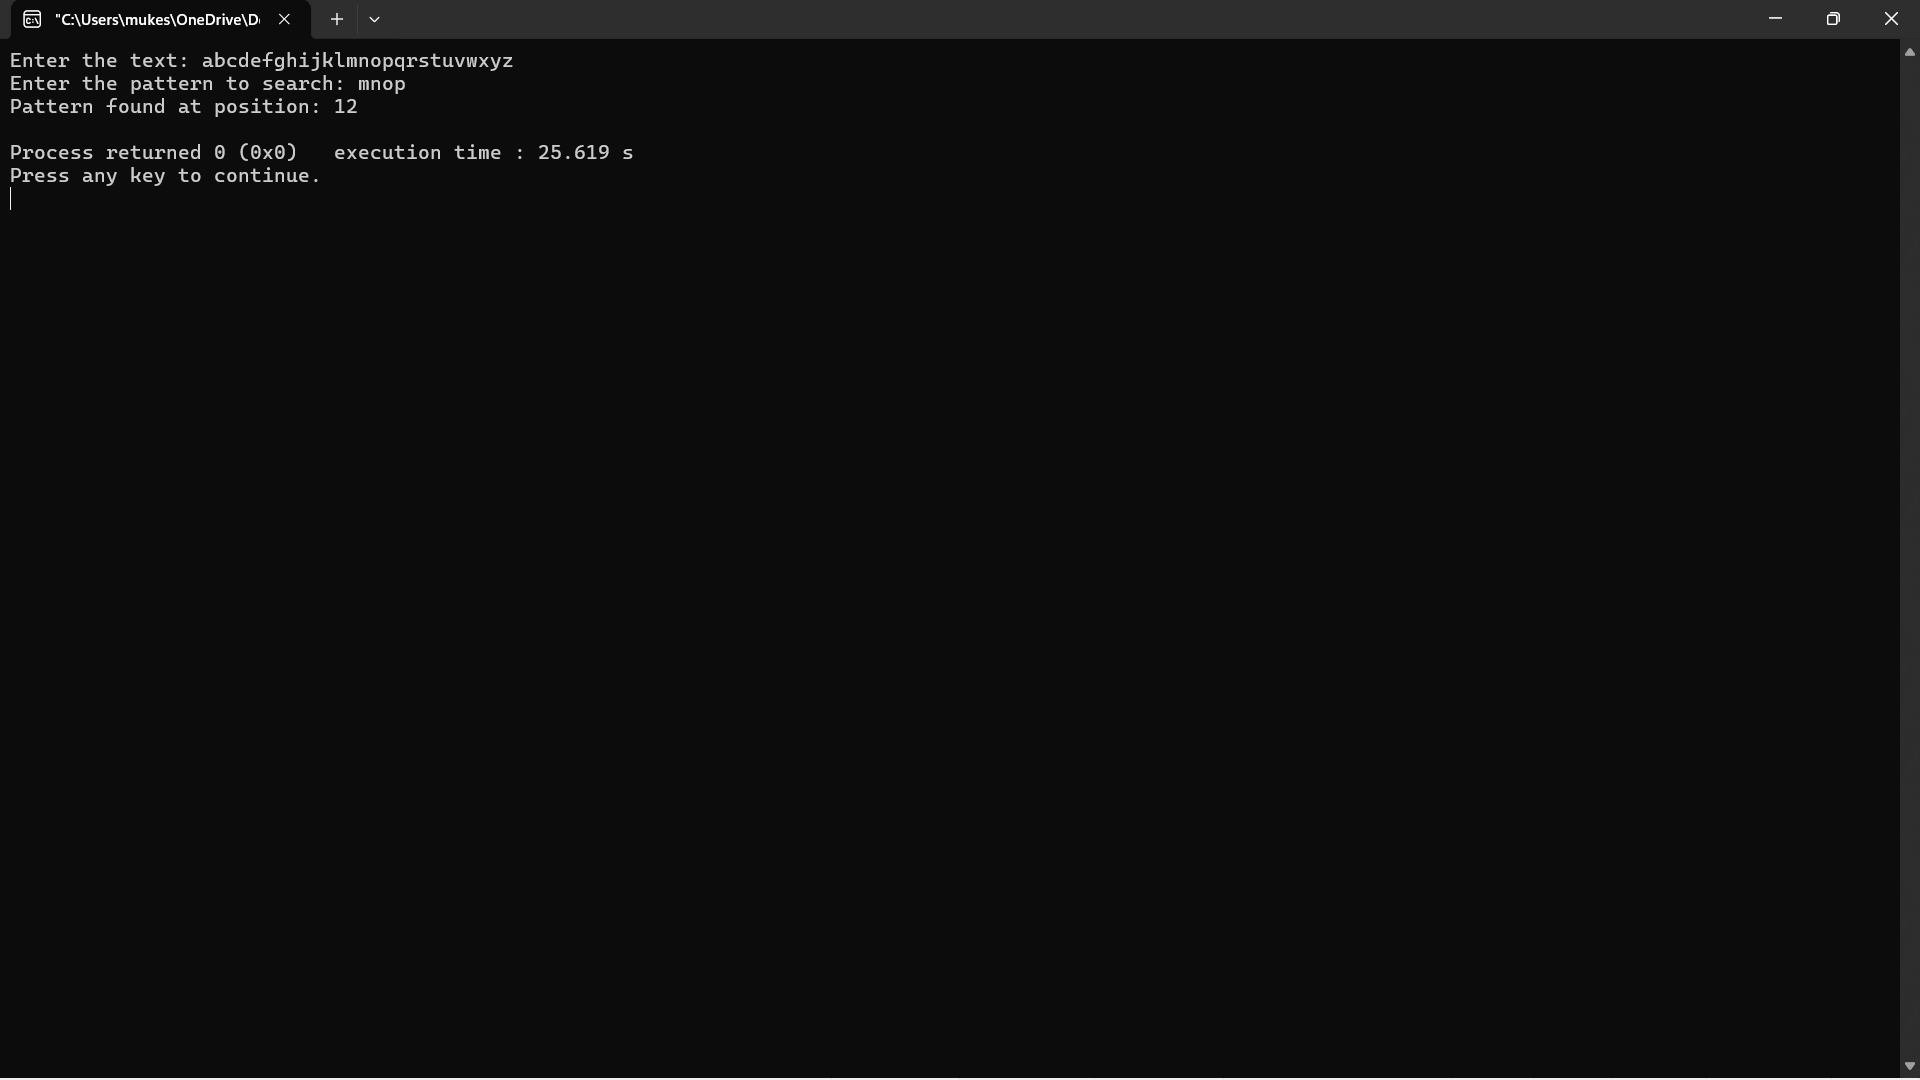 "C:\Users\mukes\OneDrive\D
Enter the text: abcdefghijklmnopqrstuvwxyz
Enter the pattern to search: mnop
Pattern found at position: 12
Process returned 0 (0x0)   execution time : 25.619 s
Press any key to continue.